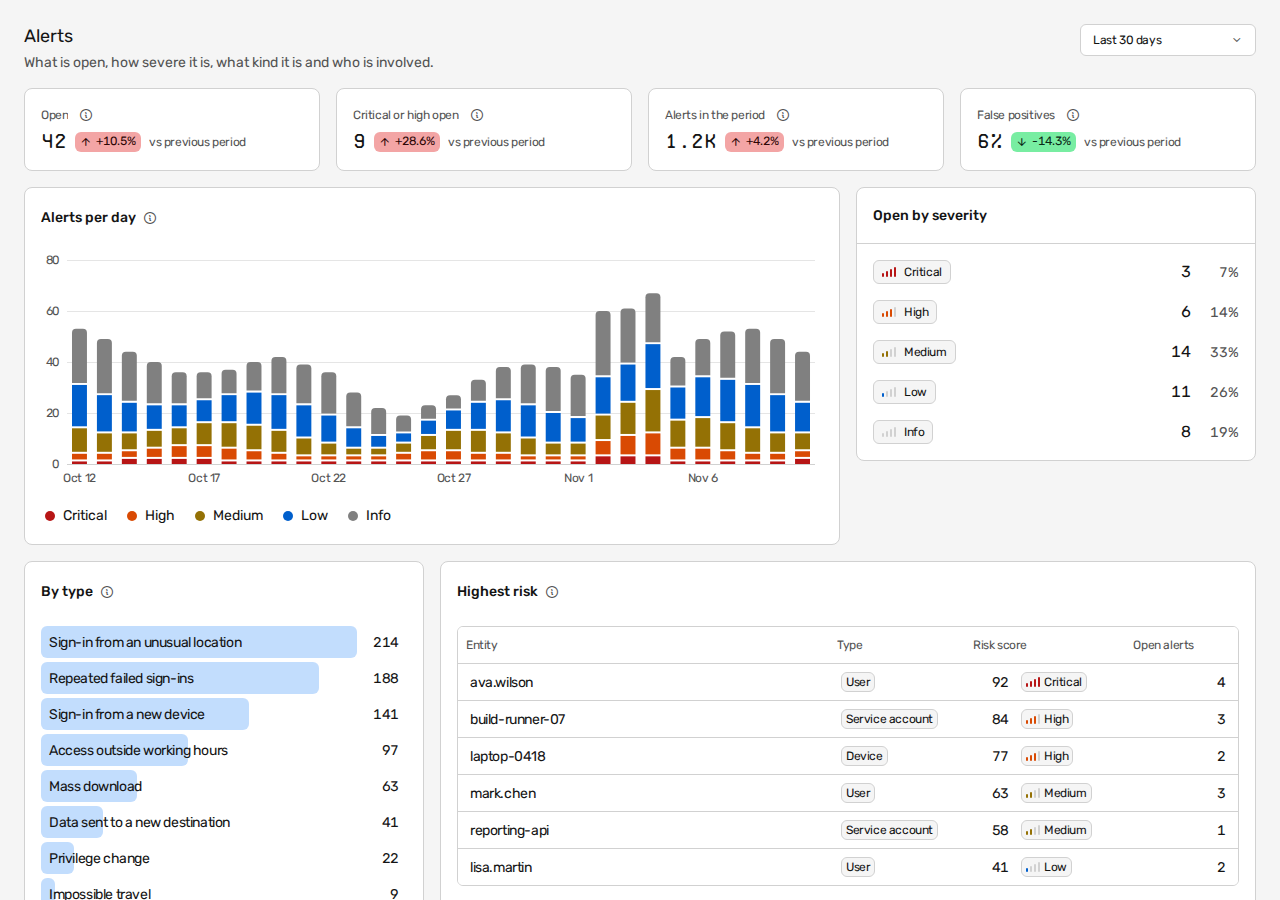 Alerts
Last 30 days
What is open, how severe it is, what kind it is and who is involved.
Open
42 +10.5% vs previous period
Critical or high open
9 +28.6% vs previous period
Alerts in the period
1.2K +4.2% vs previous period
False positives
6% -14.3% vs previous period
Alerts per day
80
60
40
20
0
Oct 12 Oct 17 Oct 22 Oct 27 Nov 1 Nov 6
Critical High Medium Low Info
Open by severity
Critical 3 7%
High 6 14%
Medium 14 33%
Low 11 26%
Info 8 19%
By type
Sign-in from an unusual location 214
Repeated failed sign-ins 188
Sign-in from a new device 141
Access outside working hours 97
Mass download 63
Data sent to a new destination 41
Privilege change 22
Impossible travel 9
Highest risk
Entity Type Risk score Open alerts
ava.wilson User 92 Critical 4
build-runner-07 Service account 84 High 3
laptop-0418 Device 77 High 2
mark.chen User 63 Medium 3
reporting-api Service account 58 Medium 1
lisa.martin User 41 Low 2